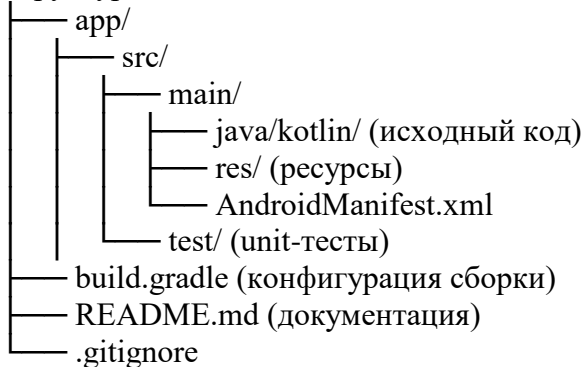 app/
src/
main/
java/kotlin/ (исходный код)
res/ (ресурсы)
AndroidManifest.xml
test/ (unit-тесты)
build.gradle (конфигурация сборки)
README.md (документация)
.gitignore